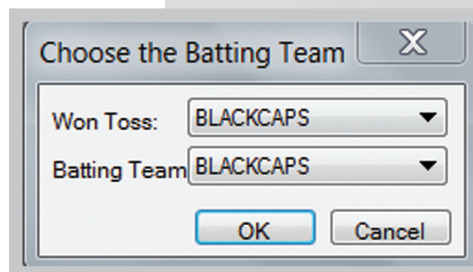 Choose the Batting Team
Won Toss: BLACKCAPS
Batting Team BLACKCAPS
OK Cancel